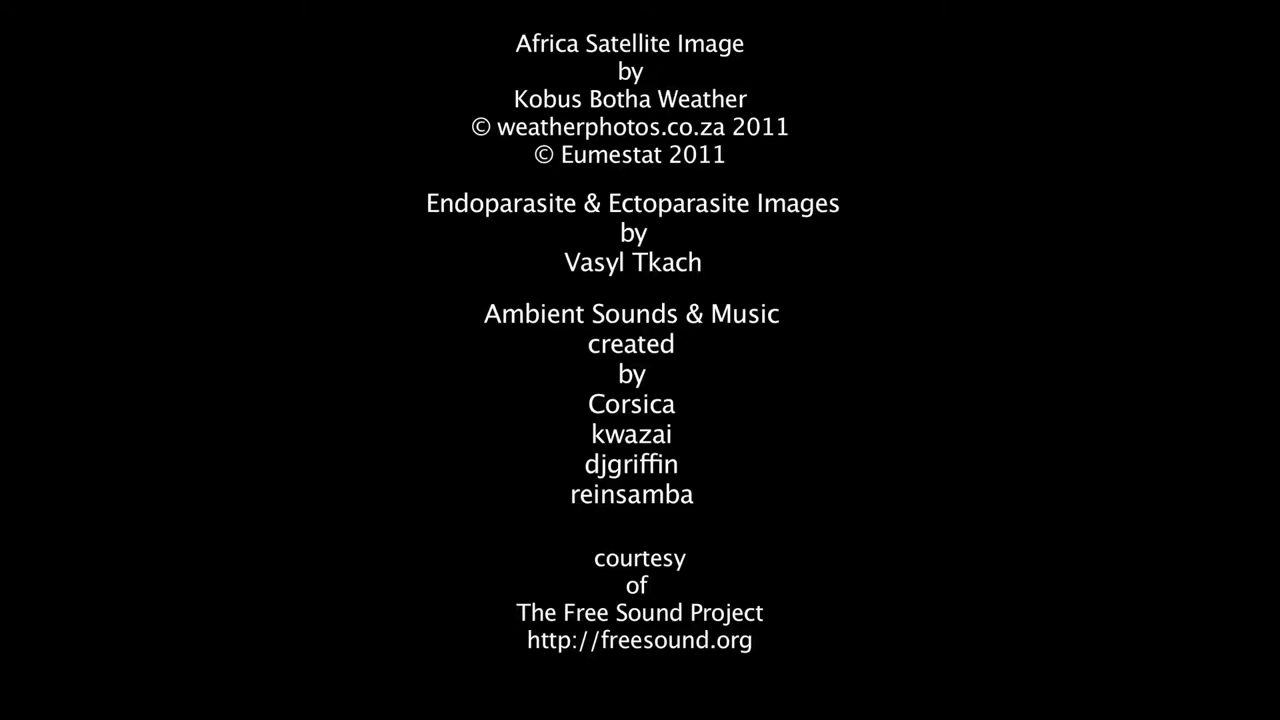 Africa Satellite Image
by
Kobus Botha Weather
© weatherphotos.co.za 2011
© Eumestat 2011
Endoparasite & Ectoparasite Images
by
Vasyl Tkach
Ambient Sounds & Music
created
by
Corsica
kwazai
djgriffin
reinsamba
courtesy
of
The Free Sound Project
http://freesound.org